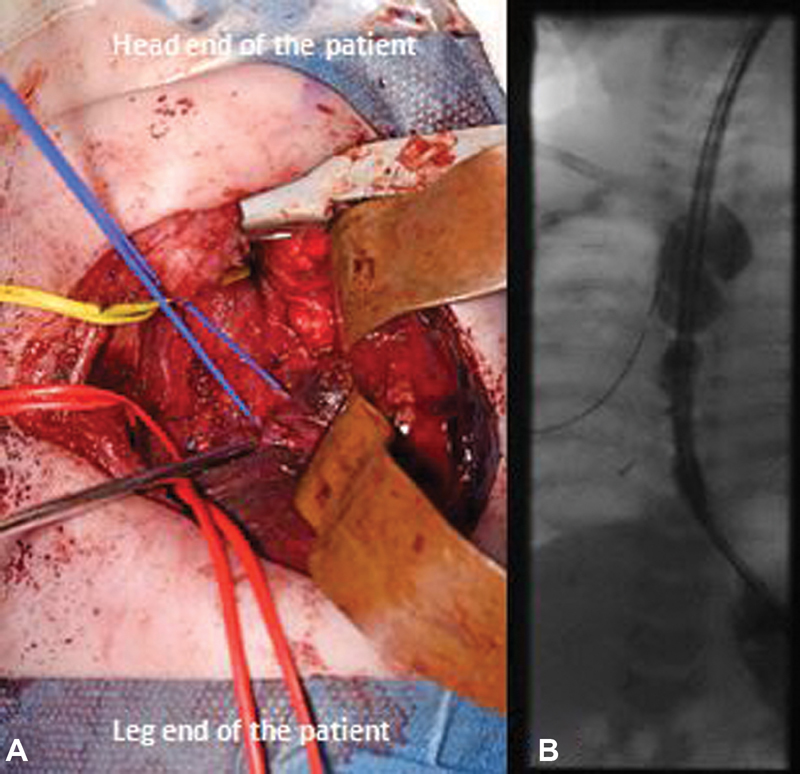 Head end of the patient
Leg end of the patient
A
B